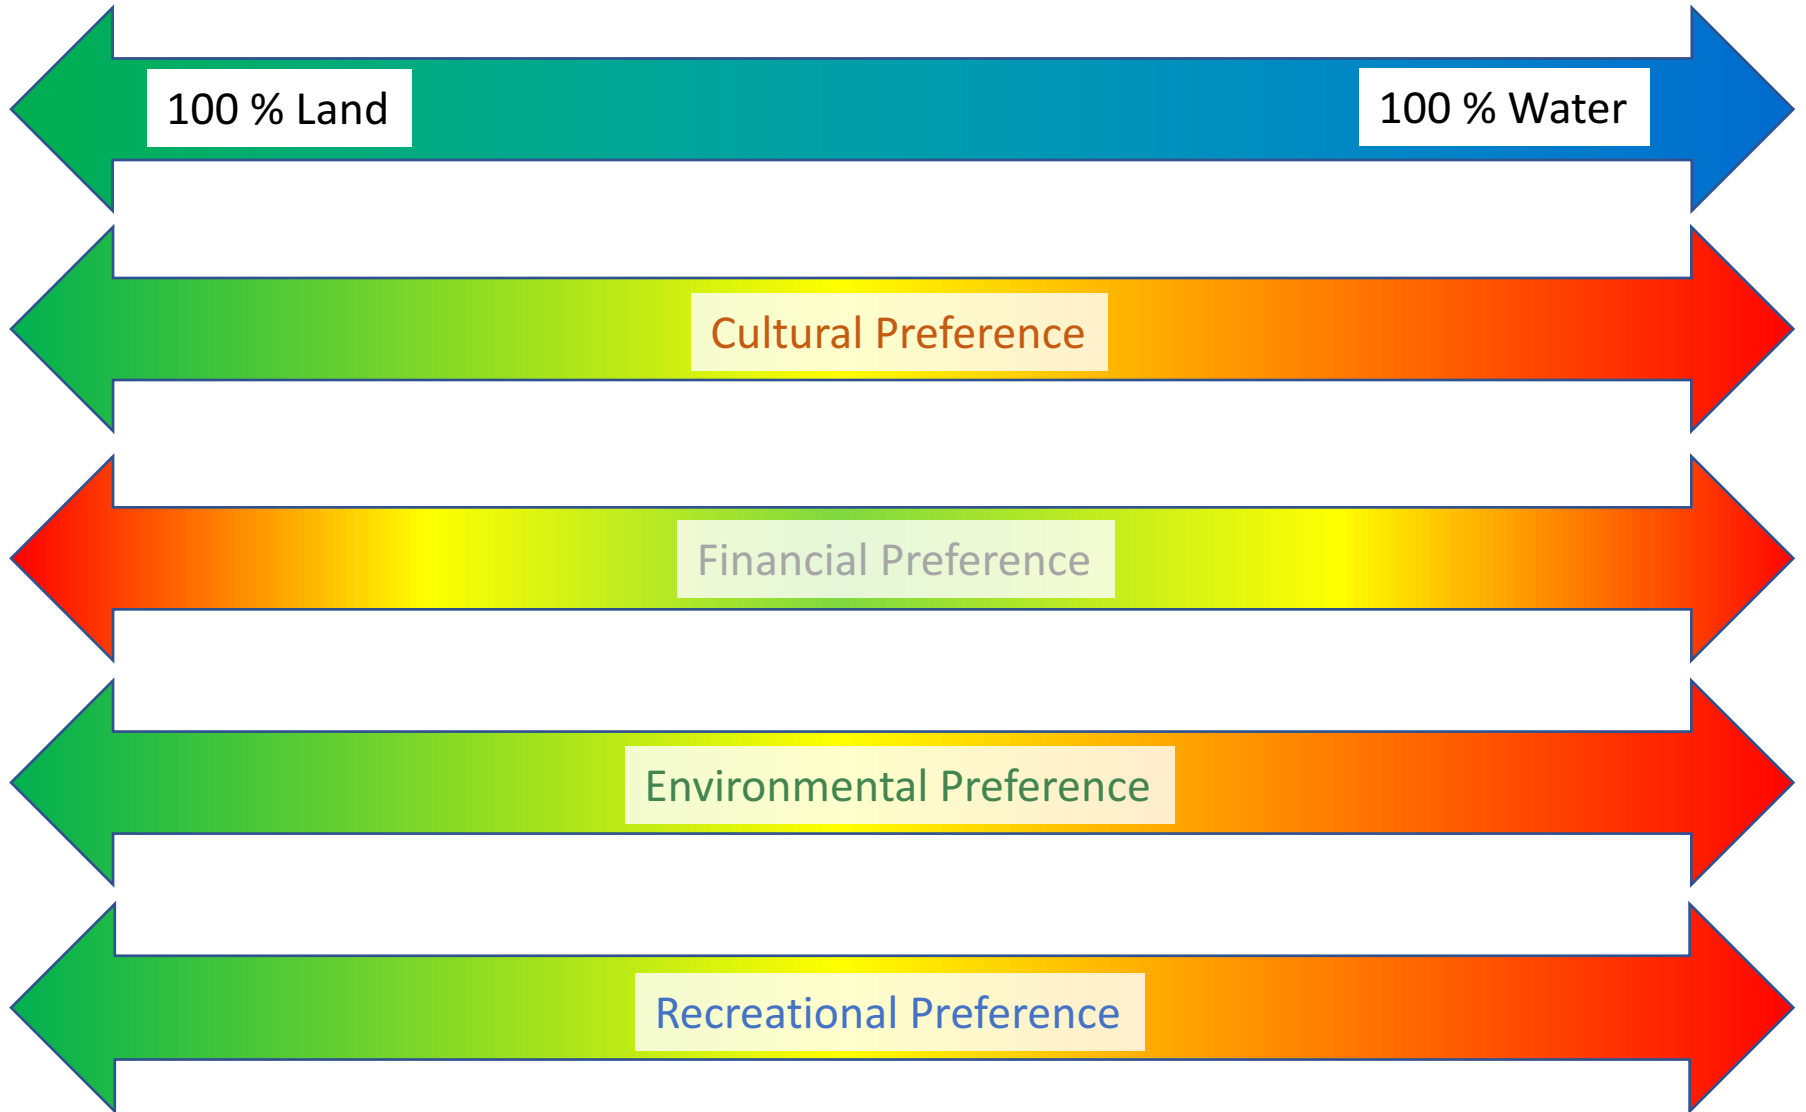 100 % Land
100 % Water
Cultural Preference
Financial Preference
Environmental Preference
Recreational Preference